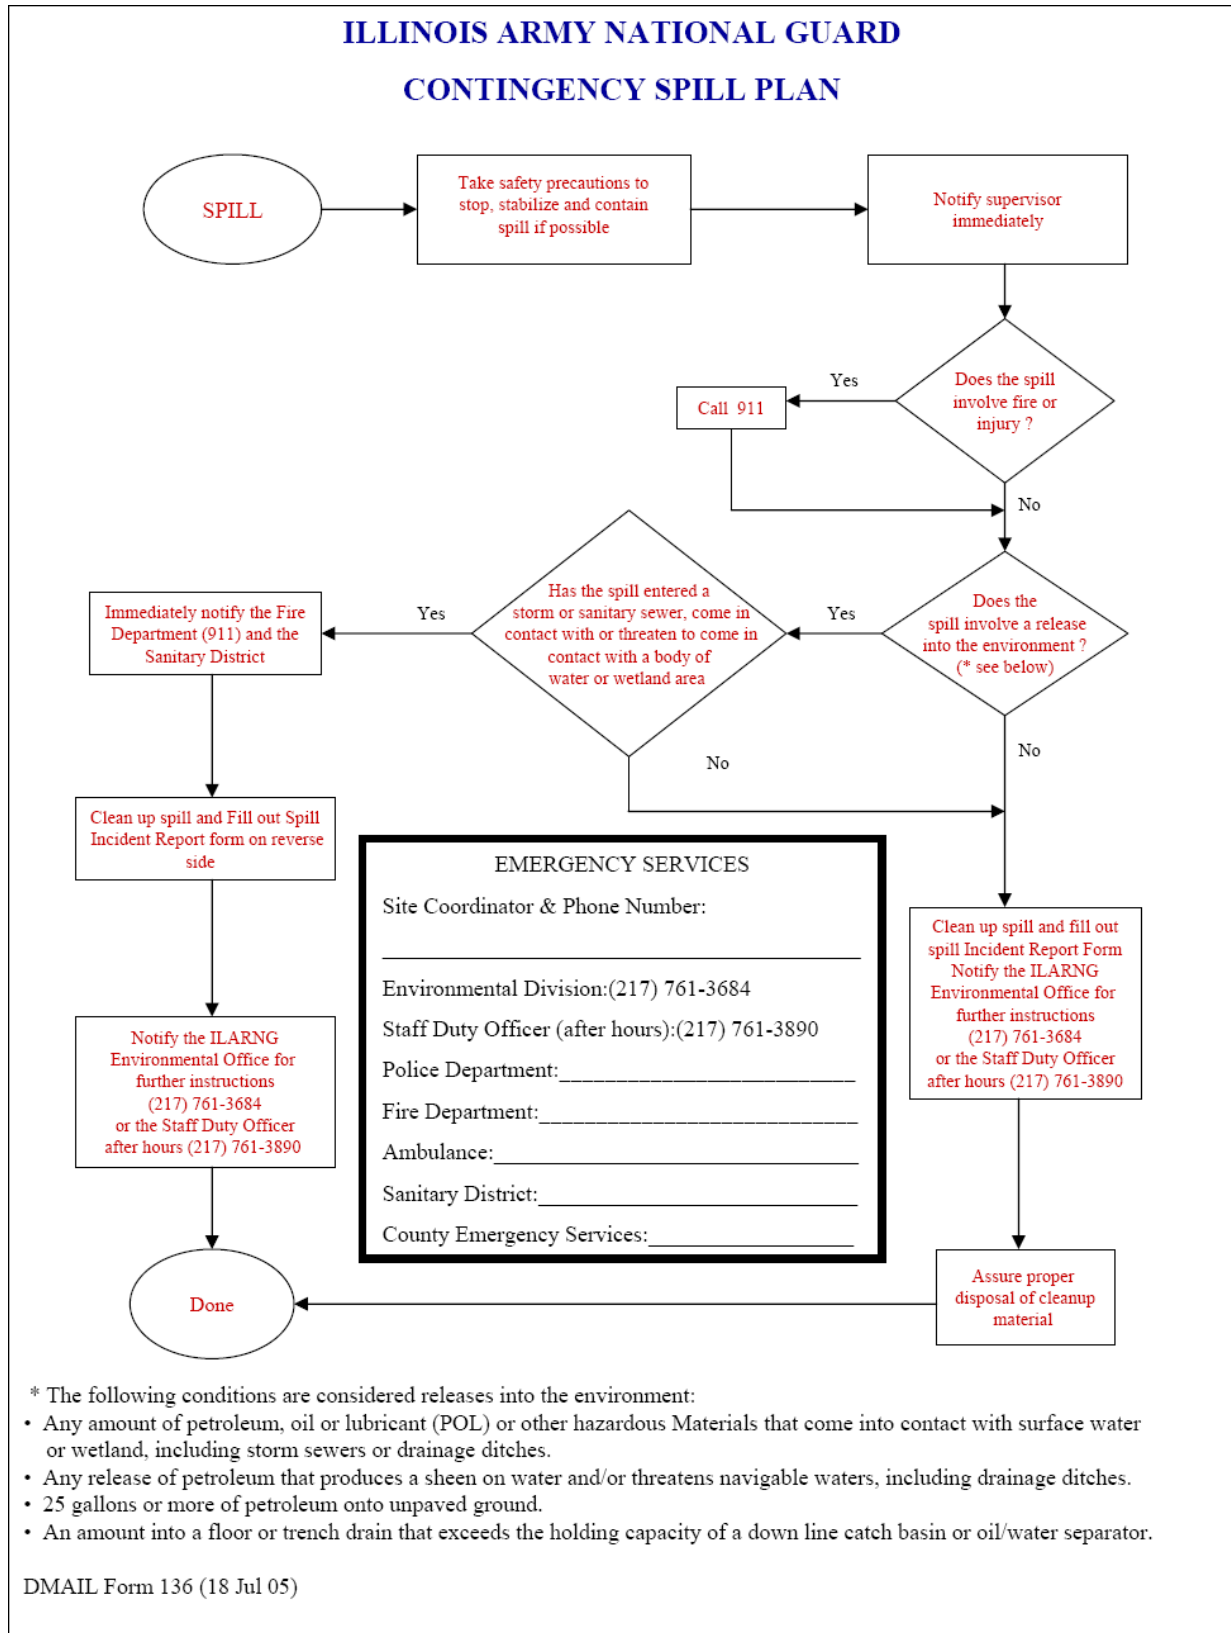 ILLINOIS ARMY NATIONAL GUARD
CONTINGENCY SPILL PLAN
SPILL
Take safety precautions to
stop, stabilize and contain
spill if possible
Notify supervisor
immediately
Does the spill
involve fire or
injury ?
Yes
Call 911
No
Does the
spill involve a release
into the environment ?
(* see below)
Yes
Has the spill entered a
storm or sanitary sewer, come in
contact with or threaten to come in
contact with a body of
water or wetland area
Yes
Immediately notify the Fire
Department (911) and the
Sanitary District
No
No
Clean up spill and Fill out Spill
Incident Report form on reverse
side
Notify the ILARNG
Environmental Office for
further instructions
(217) 761-3684
or the Staff Duty Officer
after hours (217) 761-3890
EMERGENCY SERVICES
Site Coordinator & Phone Number:
Environmental Division:(217) 761-3684
Staff Duty Officer (after hours):(217) 761-3890
Police Department:__________________________
Fire Department:____________________________
Ambulance:________________________________
Sanitary District:____________________________
County Emergency Services:__________________
Clean up spill and fill out
spill Incident Report Form
Notify the ILARNG
Environmental Office for
further instructions
(217) 761-3684
or the Staff Duty Officer
after hours (217) 761-3890
Assure proper
disposal of cleanup
material
Done
* The following conditions are considered releases into the environment:
• Any amount of petroleum, oil or lubricant (POL) or other hazardous Materials that come into contact with surface water
or wetland, including storm sewers or drainage ditches.
• Any release of petroleum that produces a sheen on water and/or threatens navigable waters, including drainage ditches.
• 25 gallons or more of petroleum onto unpaved ground.
• An amount into a floor or trench drain that exceeds the holding capacity of a down line catch basin or oil/water separator.
DMAIL Form 136 (18 Jul 05)